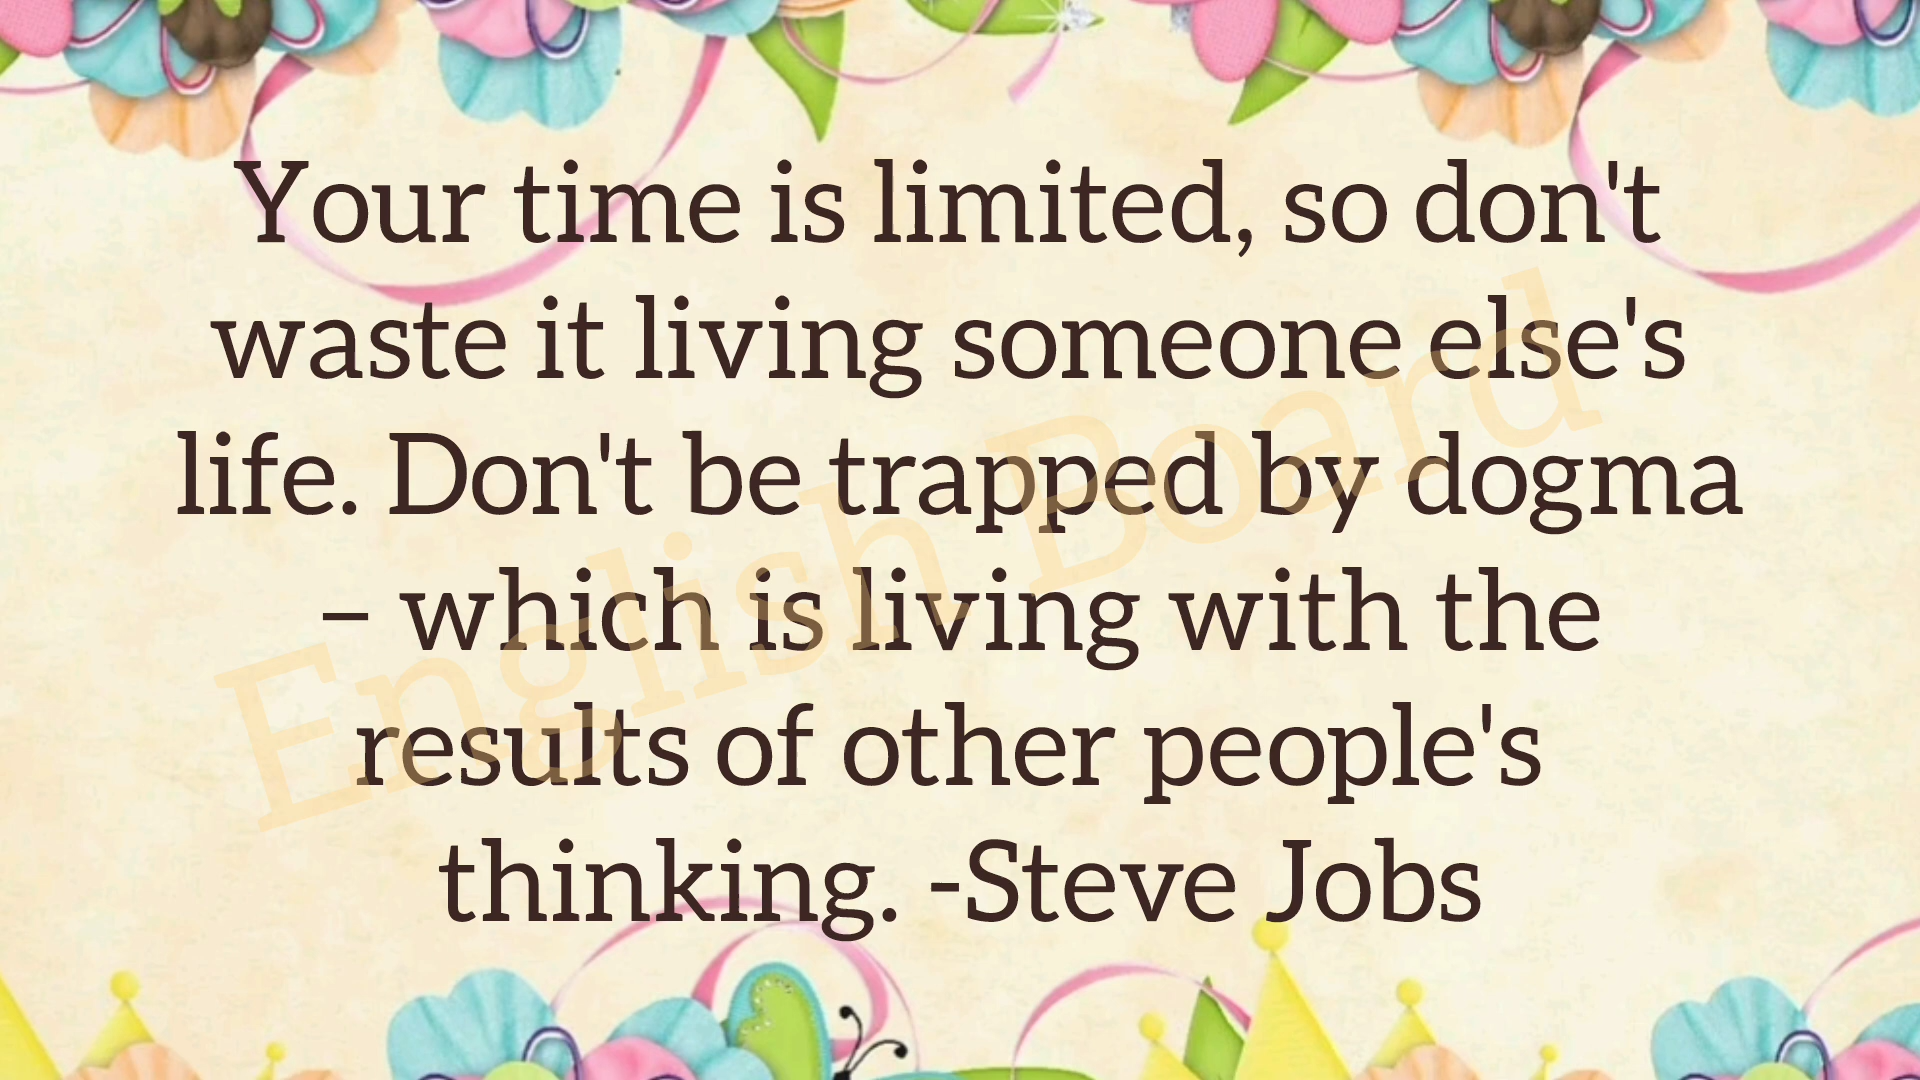 Your time is limited, so don't
waste it living someone else's
life. Don't be trapped by dogma
– which is living with the
results of other people's
thinking. -Steve Jobs
English Board